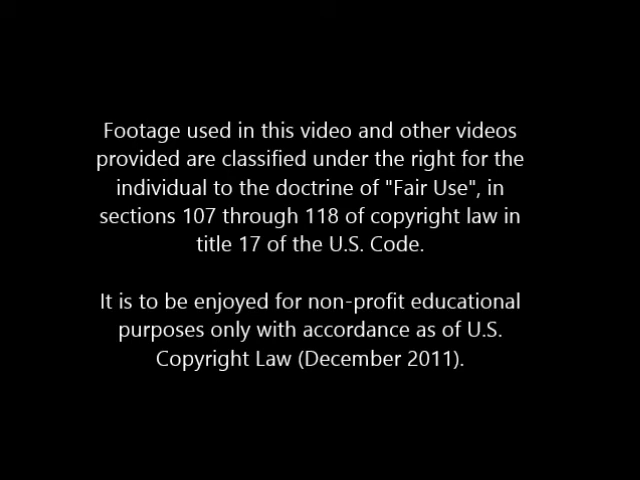 Footage used in this video and other videos
provided are classified under the right for the
individual to the doctrine of "Fair Use", in
sections 107 through 118 of copyright law in
title 17 of the U.S. Code.
It is to be enjoyed for non-profit educational
purposes only with accordance as of U.S.
Copyright Law (December 2011).